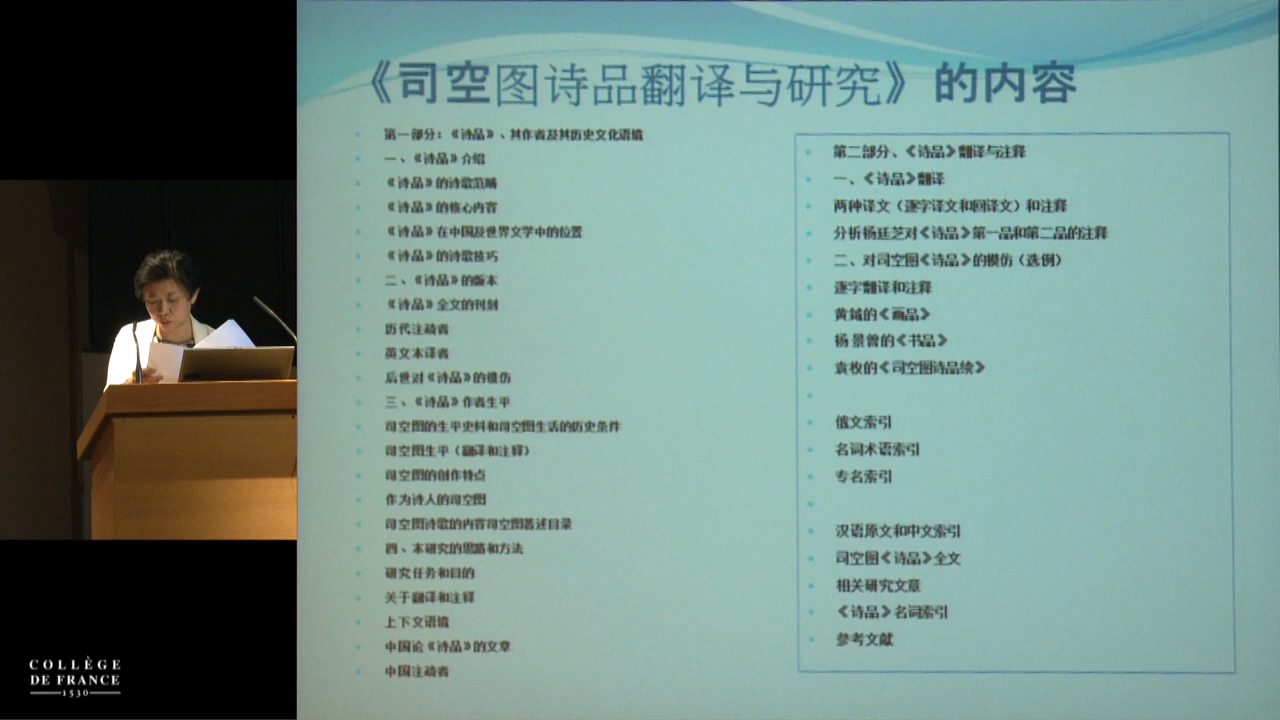 《司空图诗品翻译与研究》的内容
第一部分：《诗品》、其作者及其历史文化语境
一、《诗品》介绍
《诗品》的诗歌范畴
《诗品》的核心内容
《诗品》在中国及世界文学中的位置
《诗品》的诗歌技巧
二、《诗品》的版本
《诗品》全文的刊刻
历代注疏者
英文本译者
后世对《诗品》的模仿
三、《诗品》作者生平
司空图的生平史料和司空图生活的历史条件
司空图生平（翻译和注释）
司空图的创作特点
作为诗人的司空图
司空图诗歌的内容司空图著述目录
四、本研究的思路和方法
研究任务和目的
关于翻译和注释
上下文语境
中国论《诗品》的文章
中国注疏者
第二部分、《诗品》翻译与注释
一、《诗品》翻译
两种译文（逐字译文和回译文）和注释
分析杨廷芝对《诗品》第一品和第二品的注释
二、对司空图《诗品》的模仿（选例）
逐字翻译和注释
黄钺的《画品》
杨景曾的《书品》
袁枚的《司空图诗品续》
俄文索引
名词术语索引
专名索引
汉语原文和中文索引
司空图《诗品》全文
相关研究文章
《诗品》名词索引
参考文献
COLLÈGE
DE FRANCE
1530